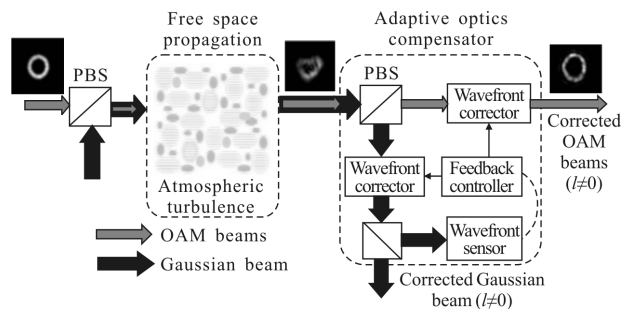 Free space
propagation
Adaptive optics
compensator
PBS
PBS
Wavefront
corrector
Corrected
OAM
beams
(l≠0)
Wavefront
corrector
Feedback
controller
Atmospheric
turbulence
Wavefront
sensor
OAM beams
Gaussian beam
Corrected Gaussian
beam (l≠0)